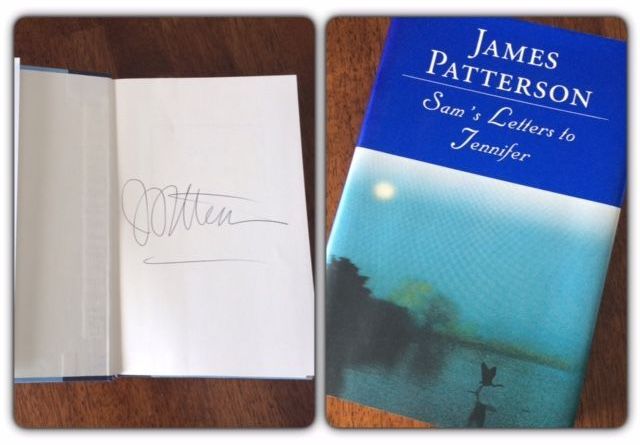 JAMES
PATTERSON
Sam's Letters to
Jennifer